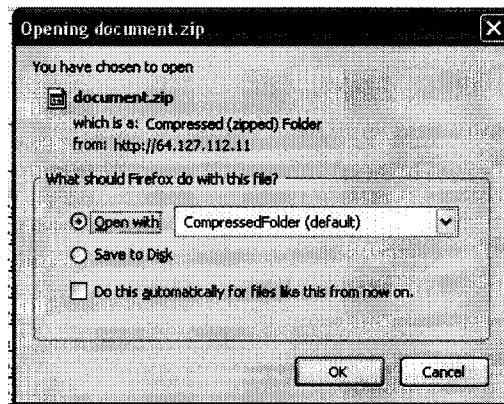 Opening document.zip
You have chosen to open
document.zip
which is a: Compressed (zipped) Folder
from: http://64.127.112.11
What should Firefox do with this file?
Open with CompressedFolder (default)
Save to Disk
Do this automatically for files like this from now on.
OK Cancel